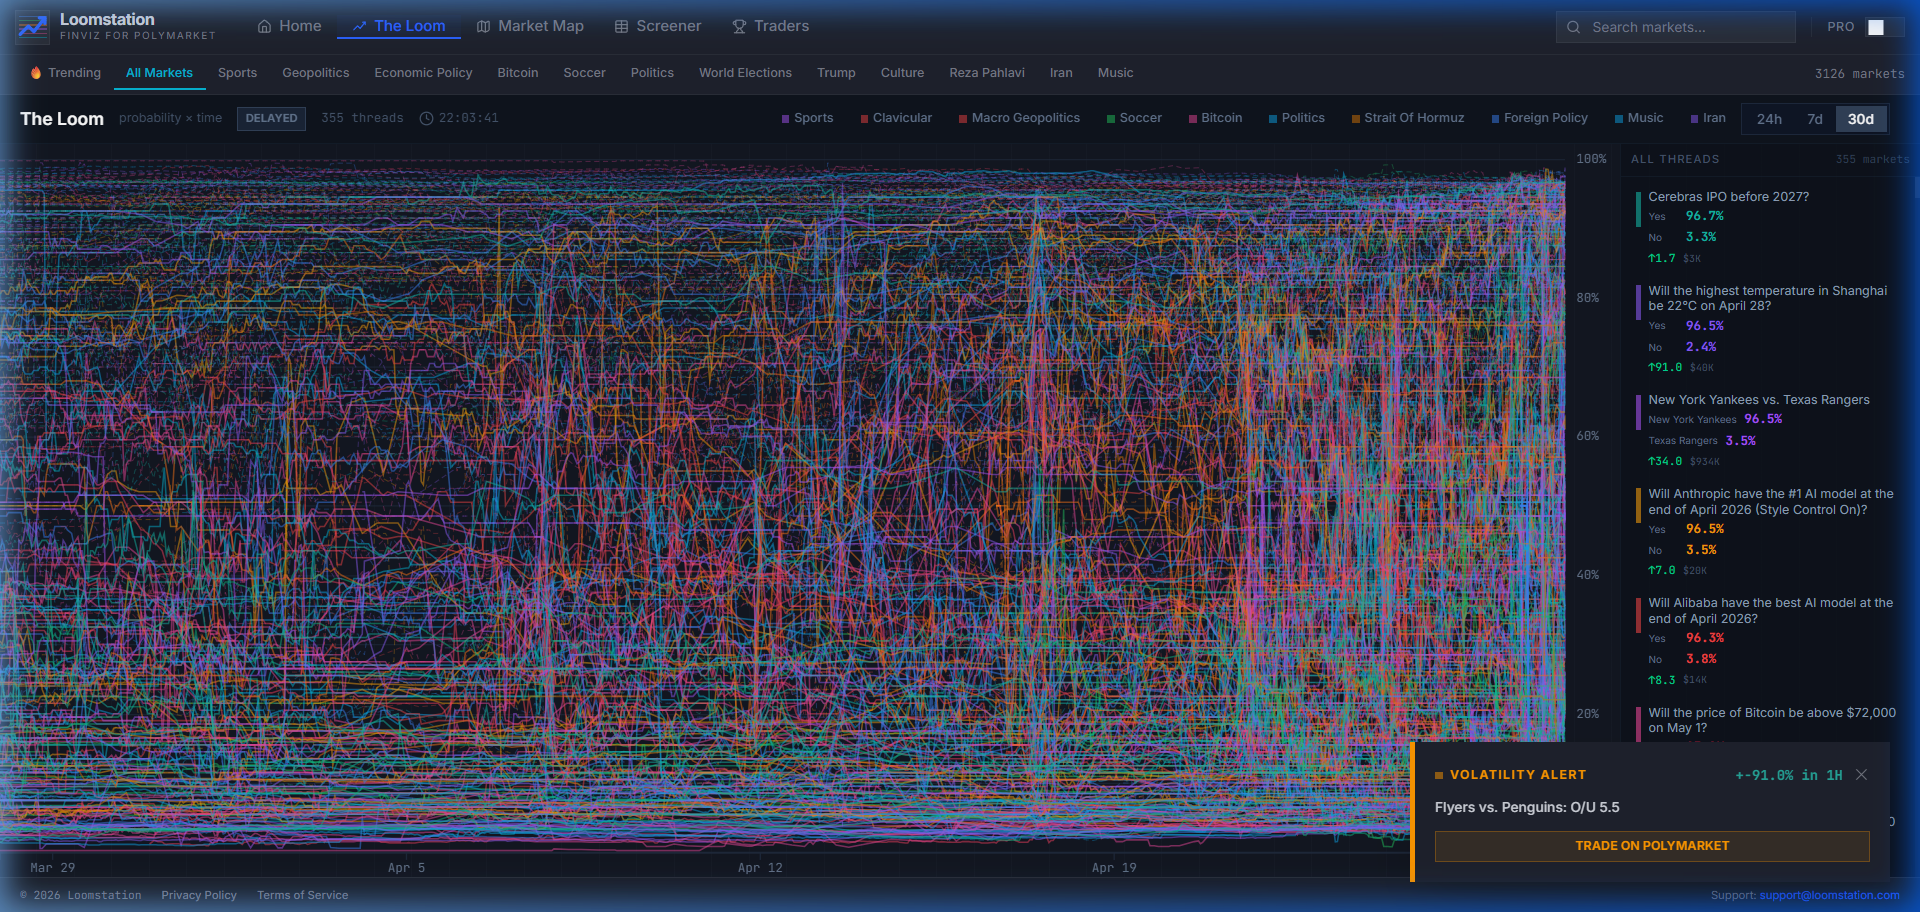 Loomstation
FINVIZ FOR POLYMARKET
Home
The Loom
Market Map
Screener
Traders
Search markets...
PRO
Trending
All Markets
Sports
Geopolitics
Economic Policy
Bitcoin
Soccer
Politics
World Elections
Trump
Culture
Reza Pahlavi
Iran
Music
3126 markets
The Loom
probability × time
DELAYED
355 threads
22:03:41
Sports
Clavicular
Macro Geopolitics
Soccer
Bitcoin
Politics
Strait Of Hormuz
Foreign Policy
Music
Iran
24h
7d
30d
100%
80%
60%
40%
20%
Mar 29
Apr 5
Apr 12
Apr 19
ALL THREADS
355 markets
Cerebras IPO before 2027?
Yes 96.7%
No 3.3%
↑1.7 $3K
Will the highest temperature in Shanghai
be 22°C on April 28?
Yes 96.5%
No 2.4%
↑91.0 $40K
New York Yankees vs. Texas Rangers
New York Yankees 96.5%
Texas Rangers 3.5%
↑34.0 $934K
Will Anthropic have the #1 AI model at the
end of April 2026 (Style Control On)?
Yes 96.5%
No 3.5%
↑7.0 $20K
Will Alibaba have the best AI model at the
end of April 2026?
Yes 96.3%
No 3.8%
↑8.3 $14K
Will the price of Bitcoin be above $72,000
on May 1?
VOLATILITY ALERT
+-91.0% in 1H
Flyers vs. Penguins: O/U 5.5
TRADE ON POLYMARKET
© 2026 Loomstation
Privacy Policy
Terms of Service
Support: support@loomstation.com